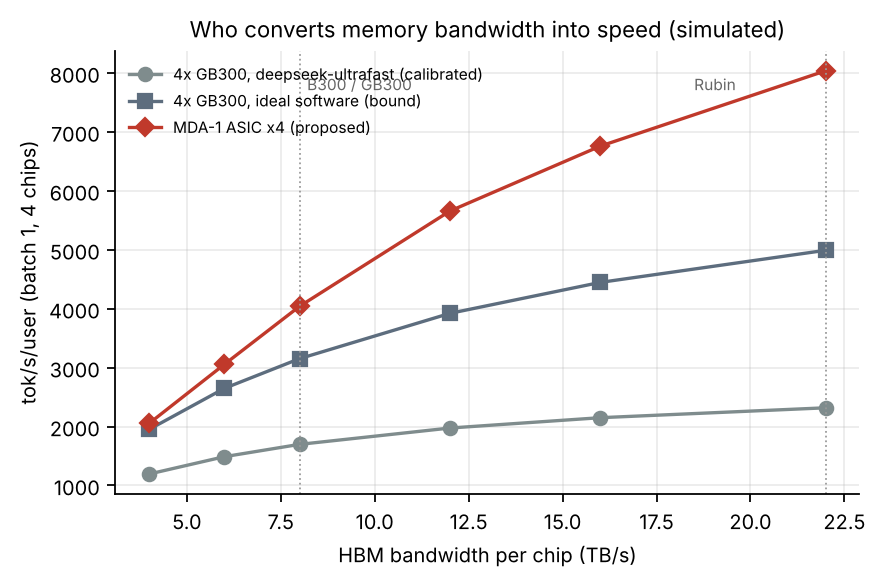 Who converts memory bandwidth into speed (simulated)
4x GB300, deepseek-ultrafast (calibrated)
B300 / GB300
Rubin
4x GB300, ideal software (bound)
MDA-1 ASIC x4 (proposed)
tok/s/user (batch 1, 4 chips)
8000
7000
6000
5000
4000
3000
2000
1000
5.0 7.5 10.0 12.5 15.0 17.5 20.0 22.5
HBM bandwidth per chip (TB/s)